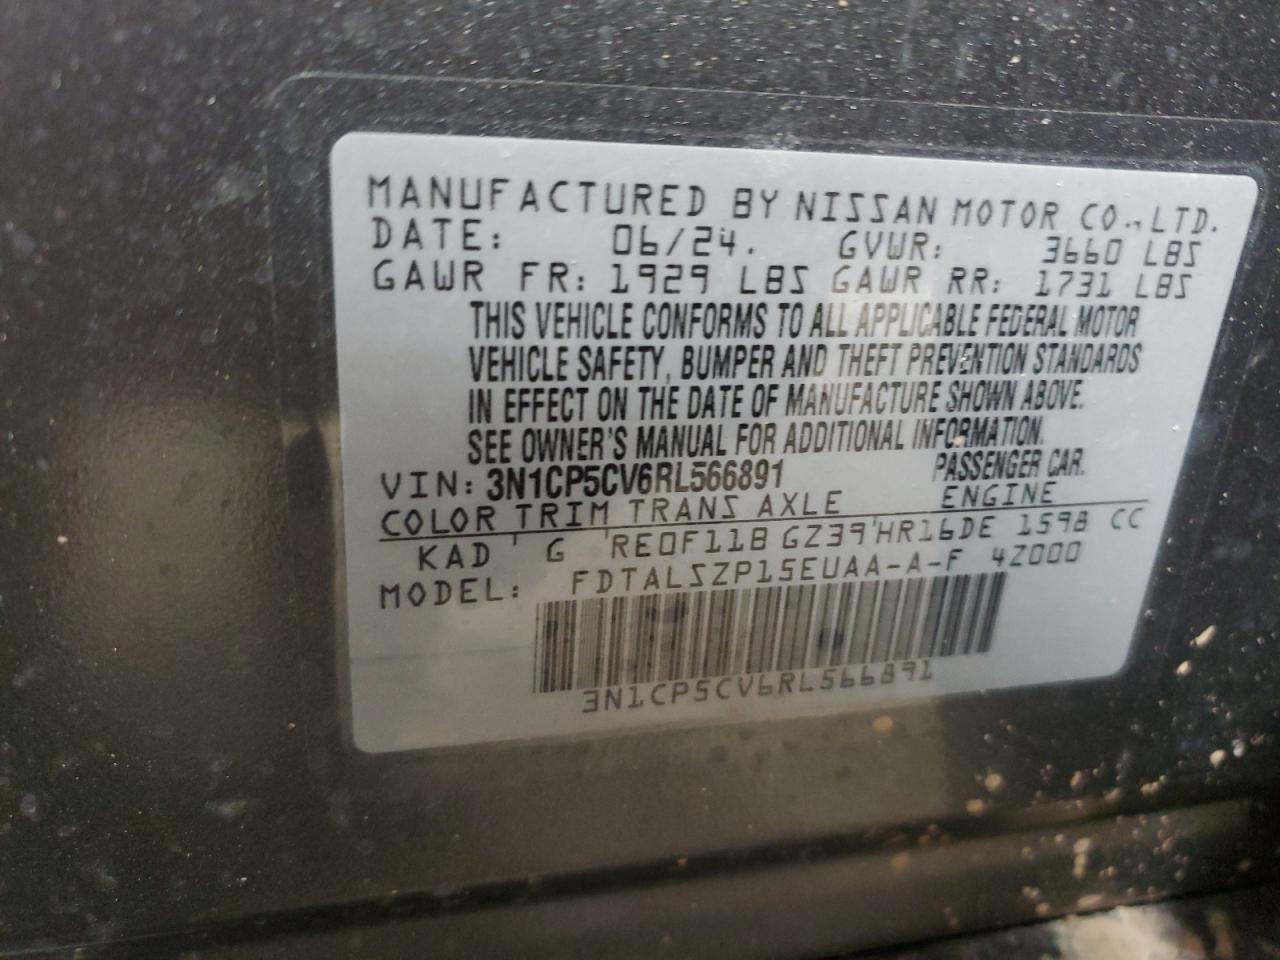 MANUFACTURED BY NISSAN MOTOR CO., LTD.
DATE: 06/24. GVWR: 3660 LBS
GAWR FR: 1929 LBS GAWR RR: 1731 LBS
THIS VEHICLE CONFORMS TO ALL APPLICABLE FEDERAL MOTOR
VEHICLE SAFETY, BUMPER AND THEFT PREVENTION STANDARDS
IN EFFECT ON THE DATE OF MANUFACTURE SHOWN ABOVE.
SEE OWNER'S MANUAL FOR ADDITIONAL INFORMATION.
VIN: 3N1CP5CV6RL566891 PASSENGER CAR.
COLOR TRIM TRANS AXLE ENGINE
KAD ' G 'RE0F11B GZ39'HR16DE 1598 CC
MODEL: FDTALSZP15EUAA-A-F 4Z000
3N1CP5CV6RL566891